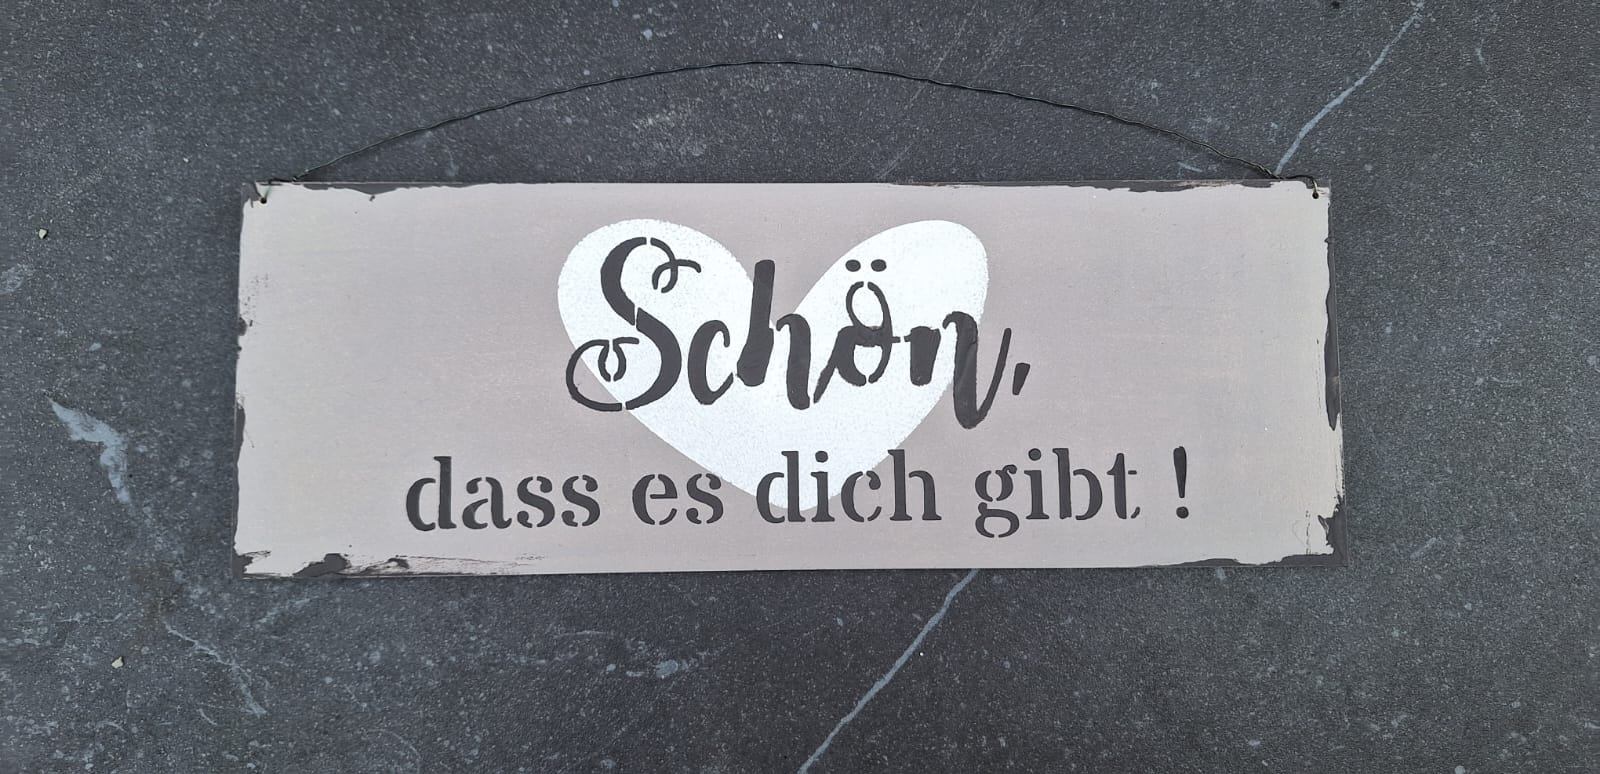 Schön,
dass es dich gibt !